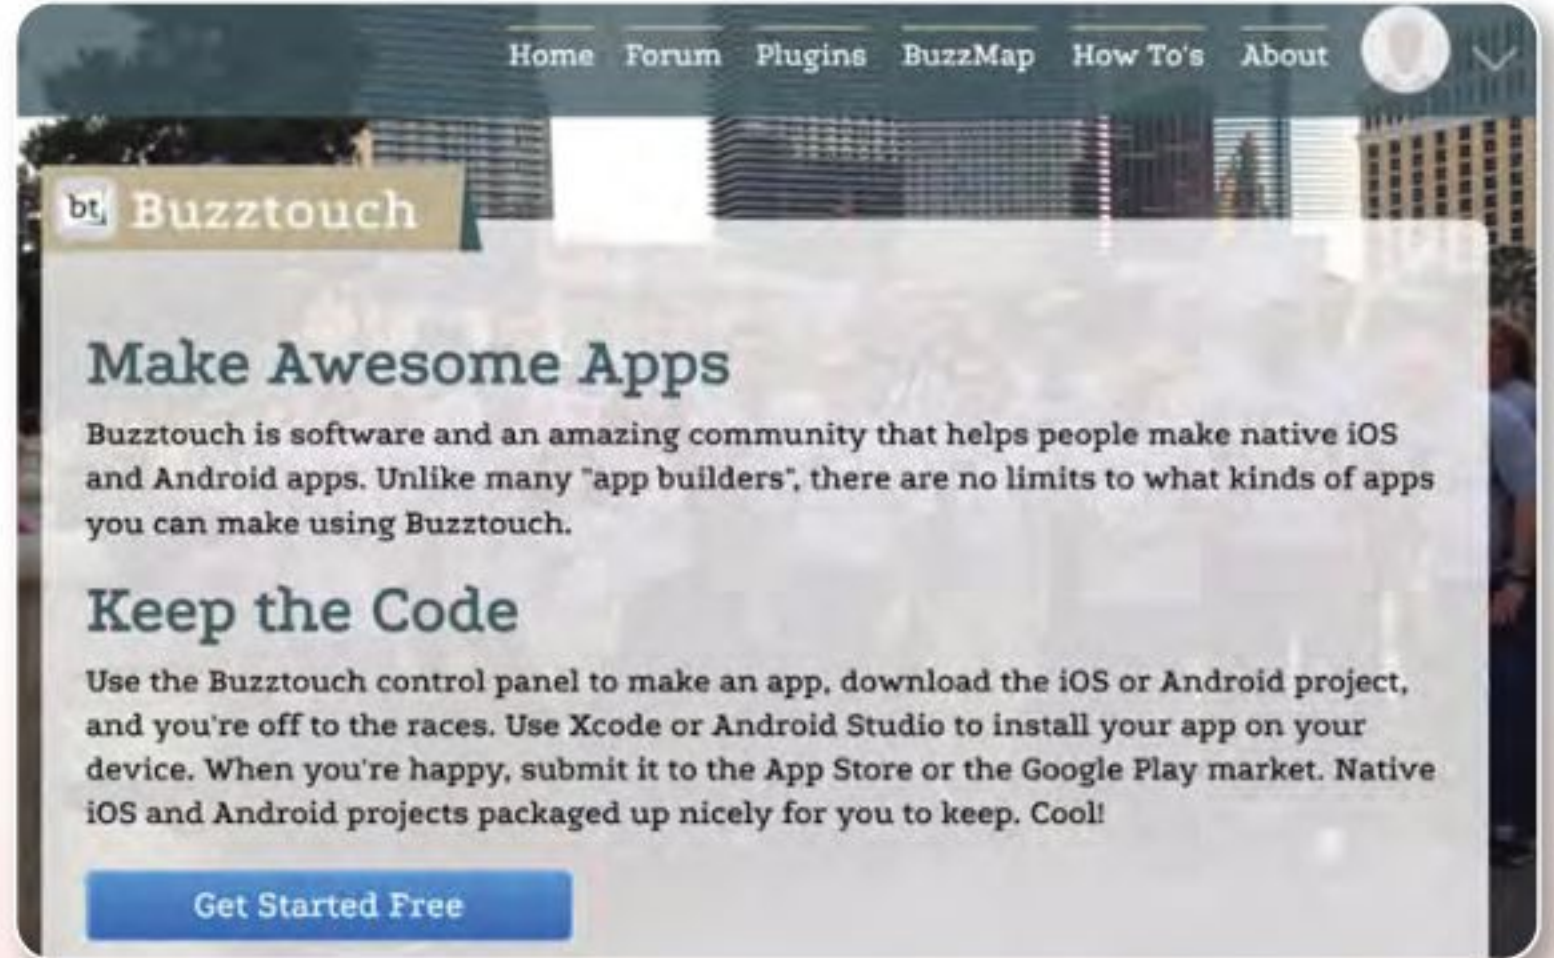 Home Forum Plugins BuzzMap How To's About
bt Buzztouch
Make Awesome Apps
Buzztouch is software and an amazing community that helps people make native iOS
and Android apps. Unlike many "app builders", there are no limits to what kinds of apps
you can make using Buzztouch.
Keep the Code
Use the Buzztouch control panel to make an app, download the iOS or Android project,
and you're off to the races. Use Xcode or Android Studio to install your app on your
device. When you're happy, submit it to the App Store or the Google Play market. Native
iOS and Android projects packaged up nicely for you to keep. Cool!
Get Started Free